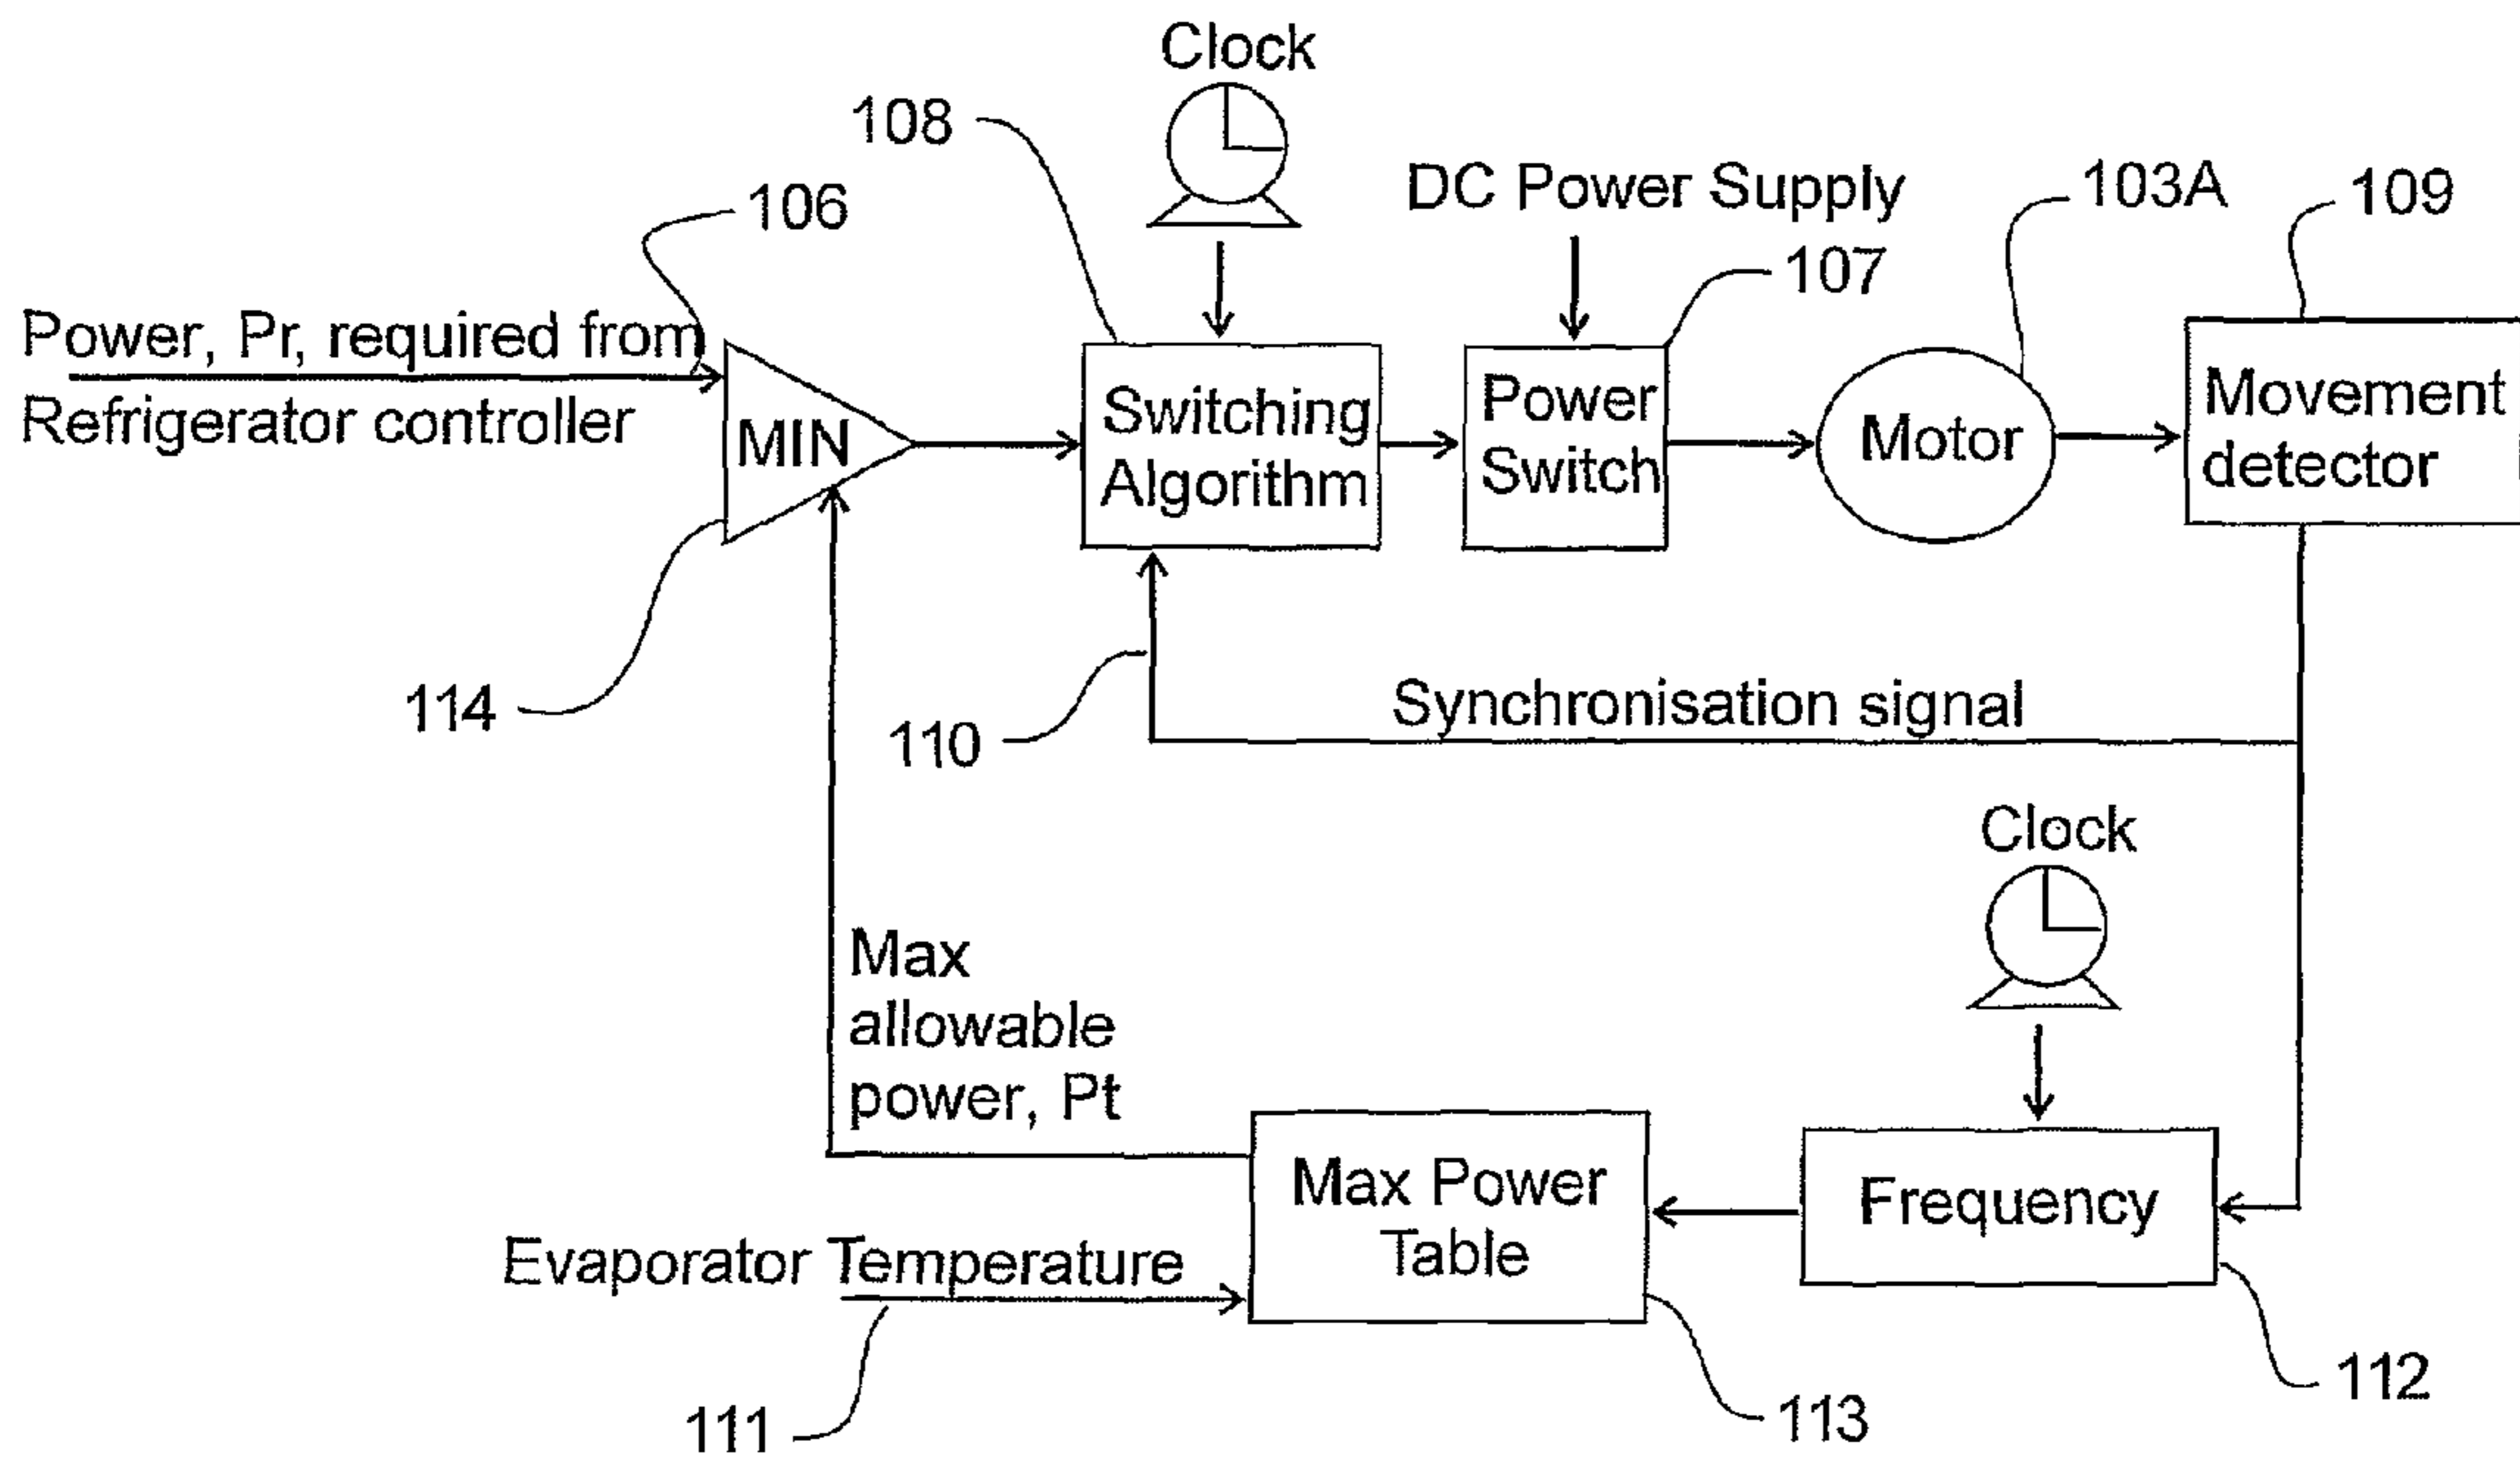 Clock
108
106
DC Power Supply
103A
109
107
Power, Pr, required from
Refrigerator controller
MIN
Switching
Algorithm
Power
Switch
Motor
Movement
detector
114
110
Synchronisation signal
Clock
Max
allowable
power, Pt
Max Power
Table
Frequency
Evaporator Temperature
111
113
112